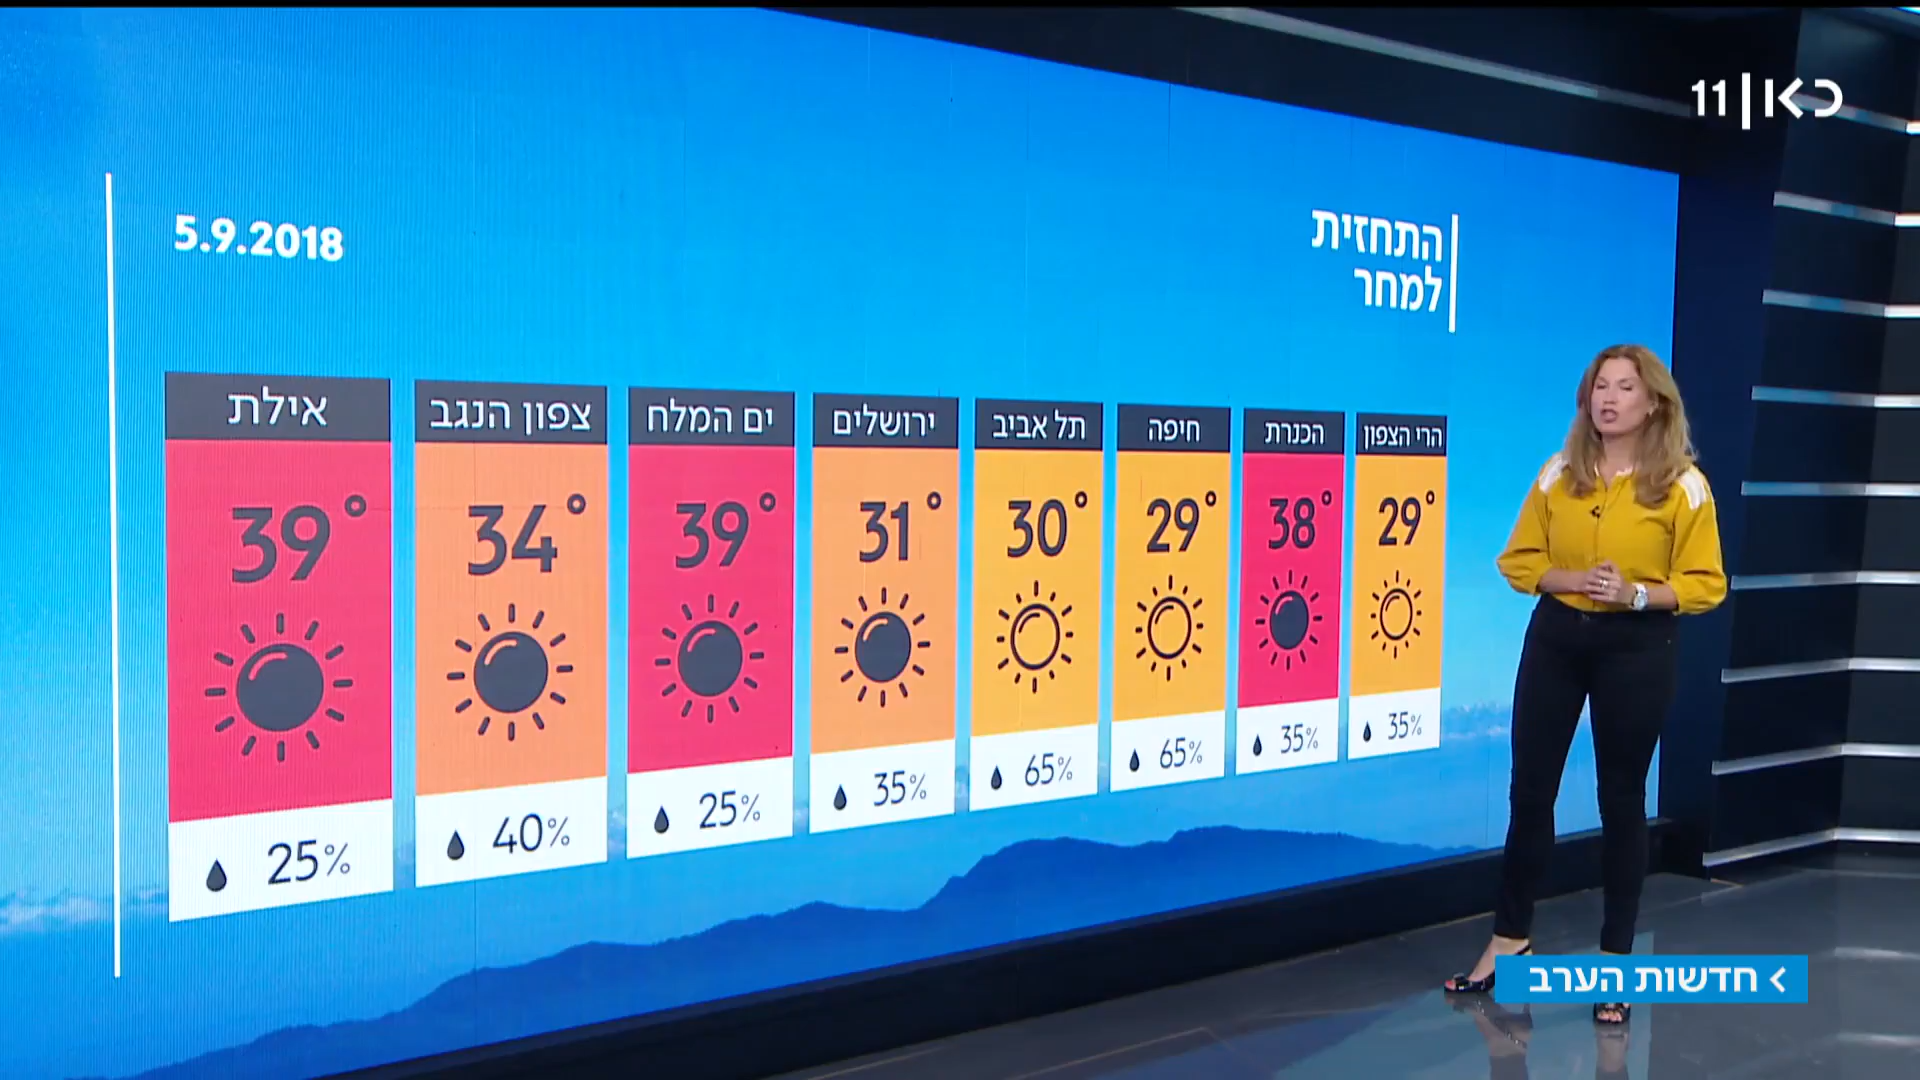 כאן 11
התחזית
למחר
5.9.2018
הרי הצפון
29°
35%
הכנרת
38°
35%
חיפה
29°
65%
תל אביב
30°
65%
ירושלים
31°
35%
ים המלח
39°
25%
צפון הנגב
34°
40%
אילת
39°
25%
חדשות הערב